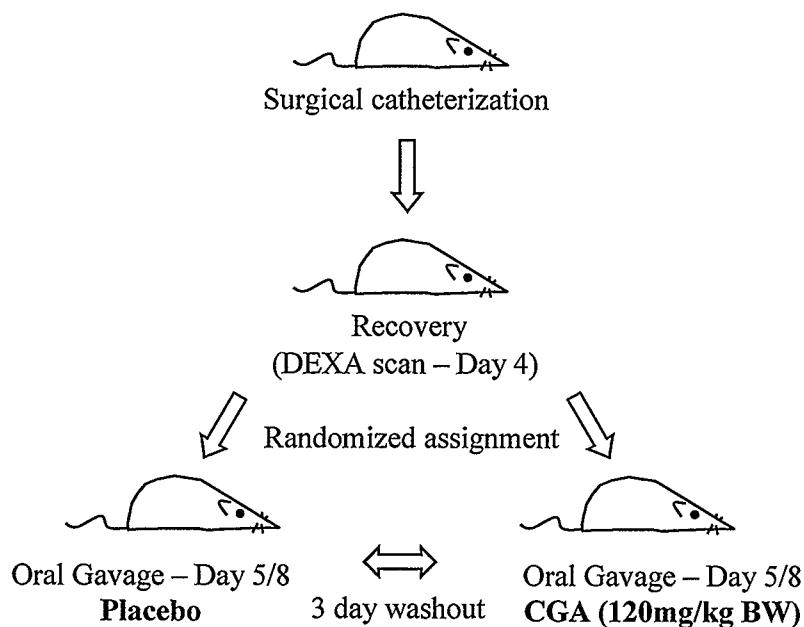 Surgical catheterization
Recovery
(DEXA scan – Day 4)
Randomized assignment
Oral Gavage – Day 5/8
Placebo
3 day washout
Oral Gavage – Day 5/8
CGA (120mg/kg BW)